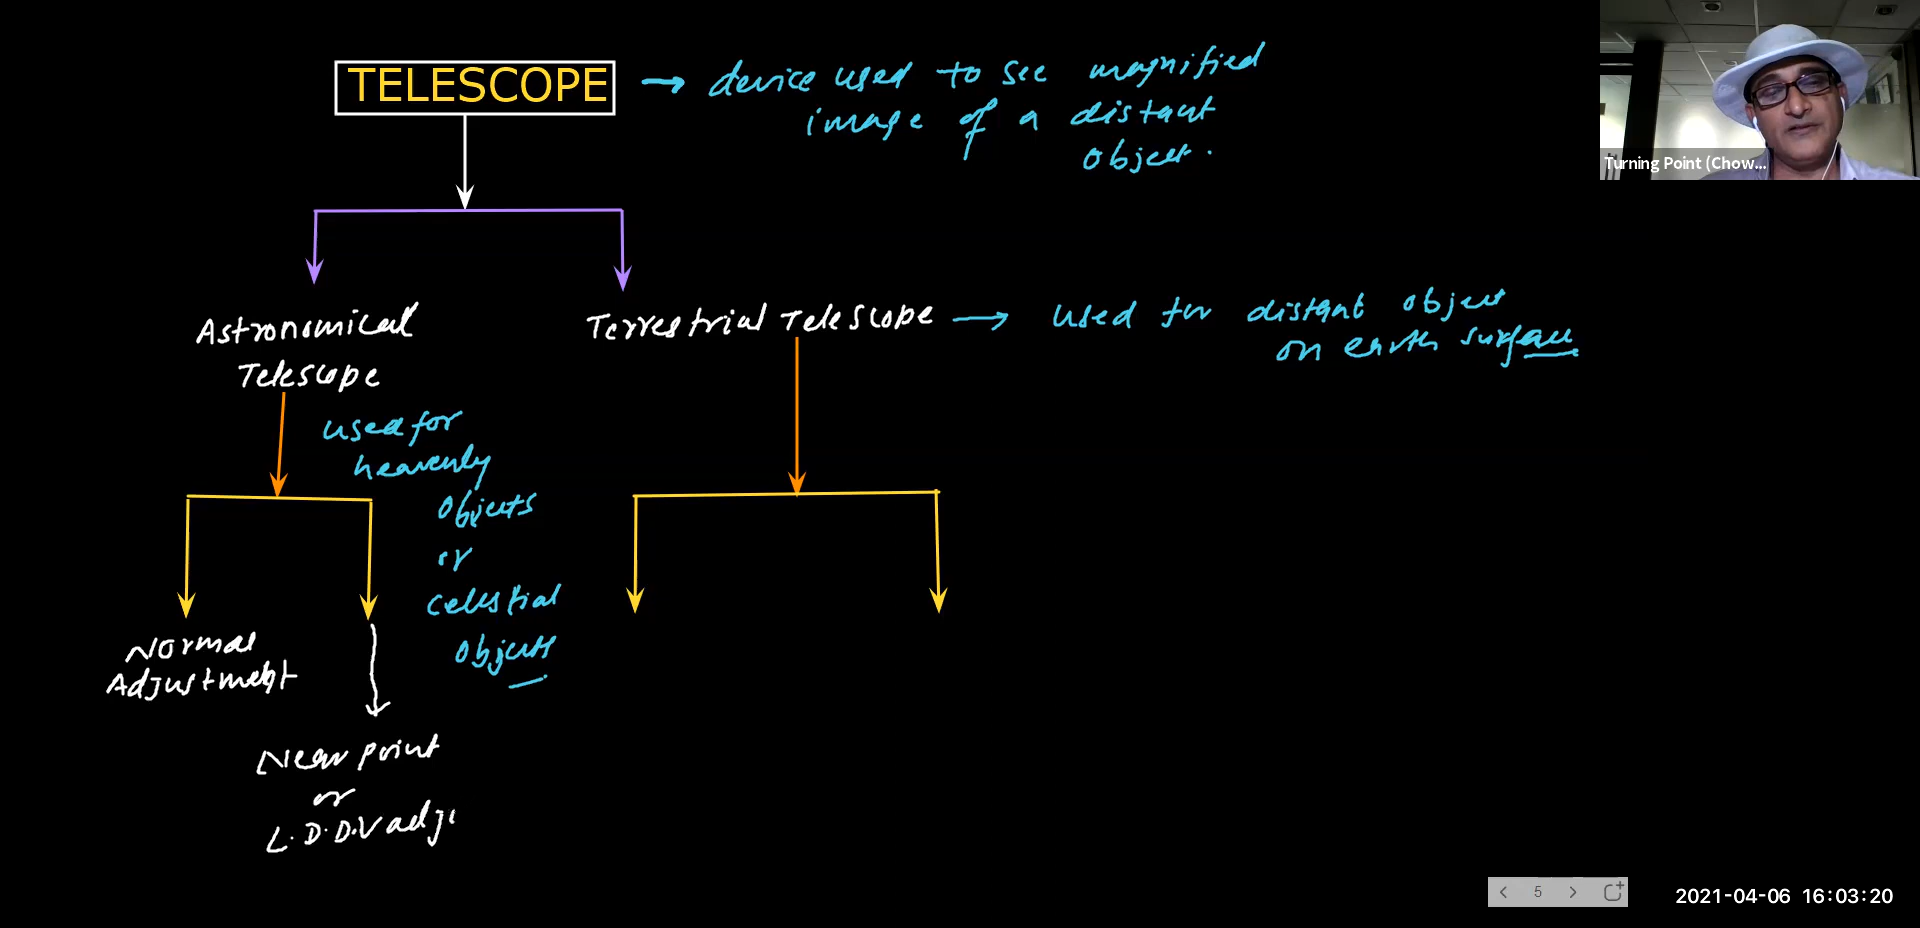 TELESCOPE → device used to see magnified
image of a distant
object.
Turning Point (Chow...
Astronomical
Telescope
Terrestrial Telescope → used for distant object
on earth surface
used for
heavenly
objects
or
celestial
objects
Normal
Adjustment
Near point
or
L.D.D.V adj
5
2021-04-06 16:03:20